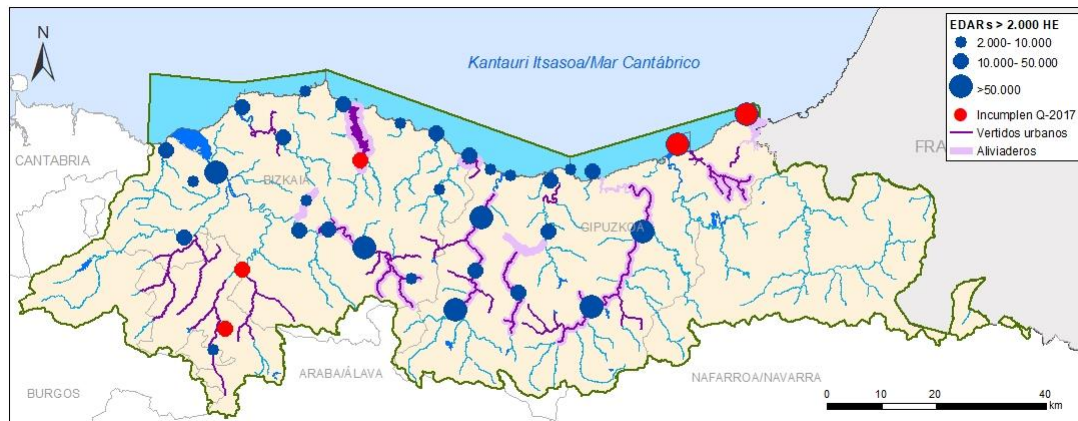 N
Kantauri Itsasoa/Mar Cantábrico
EDARs > 2.000 HE
2.000- 10.000
10.000 - 50.000
>50.000
Incumplen Q-2017
Vertidos urbanos
Aliviaderos
CANTABRIA
FRA
BIZKAIA
GIPUZKOA
ARABA/ÁLAVA
NAFARROA/NAVARRA
BURGOS
0 10 20 30 40
km